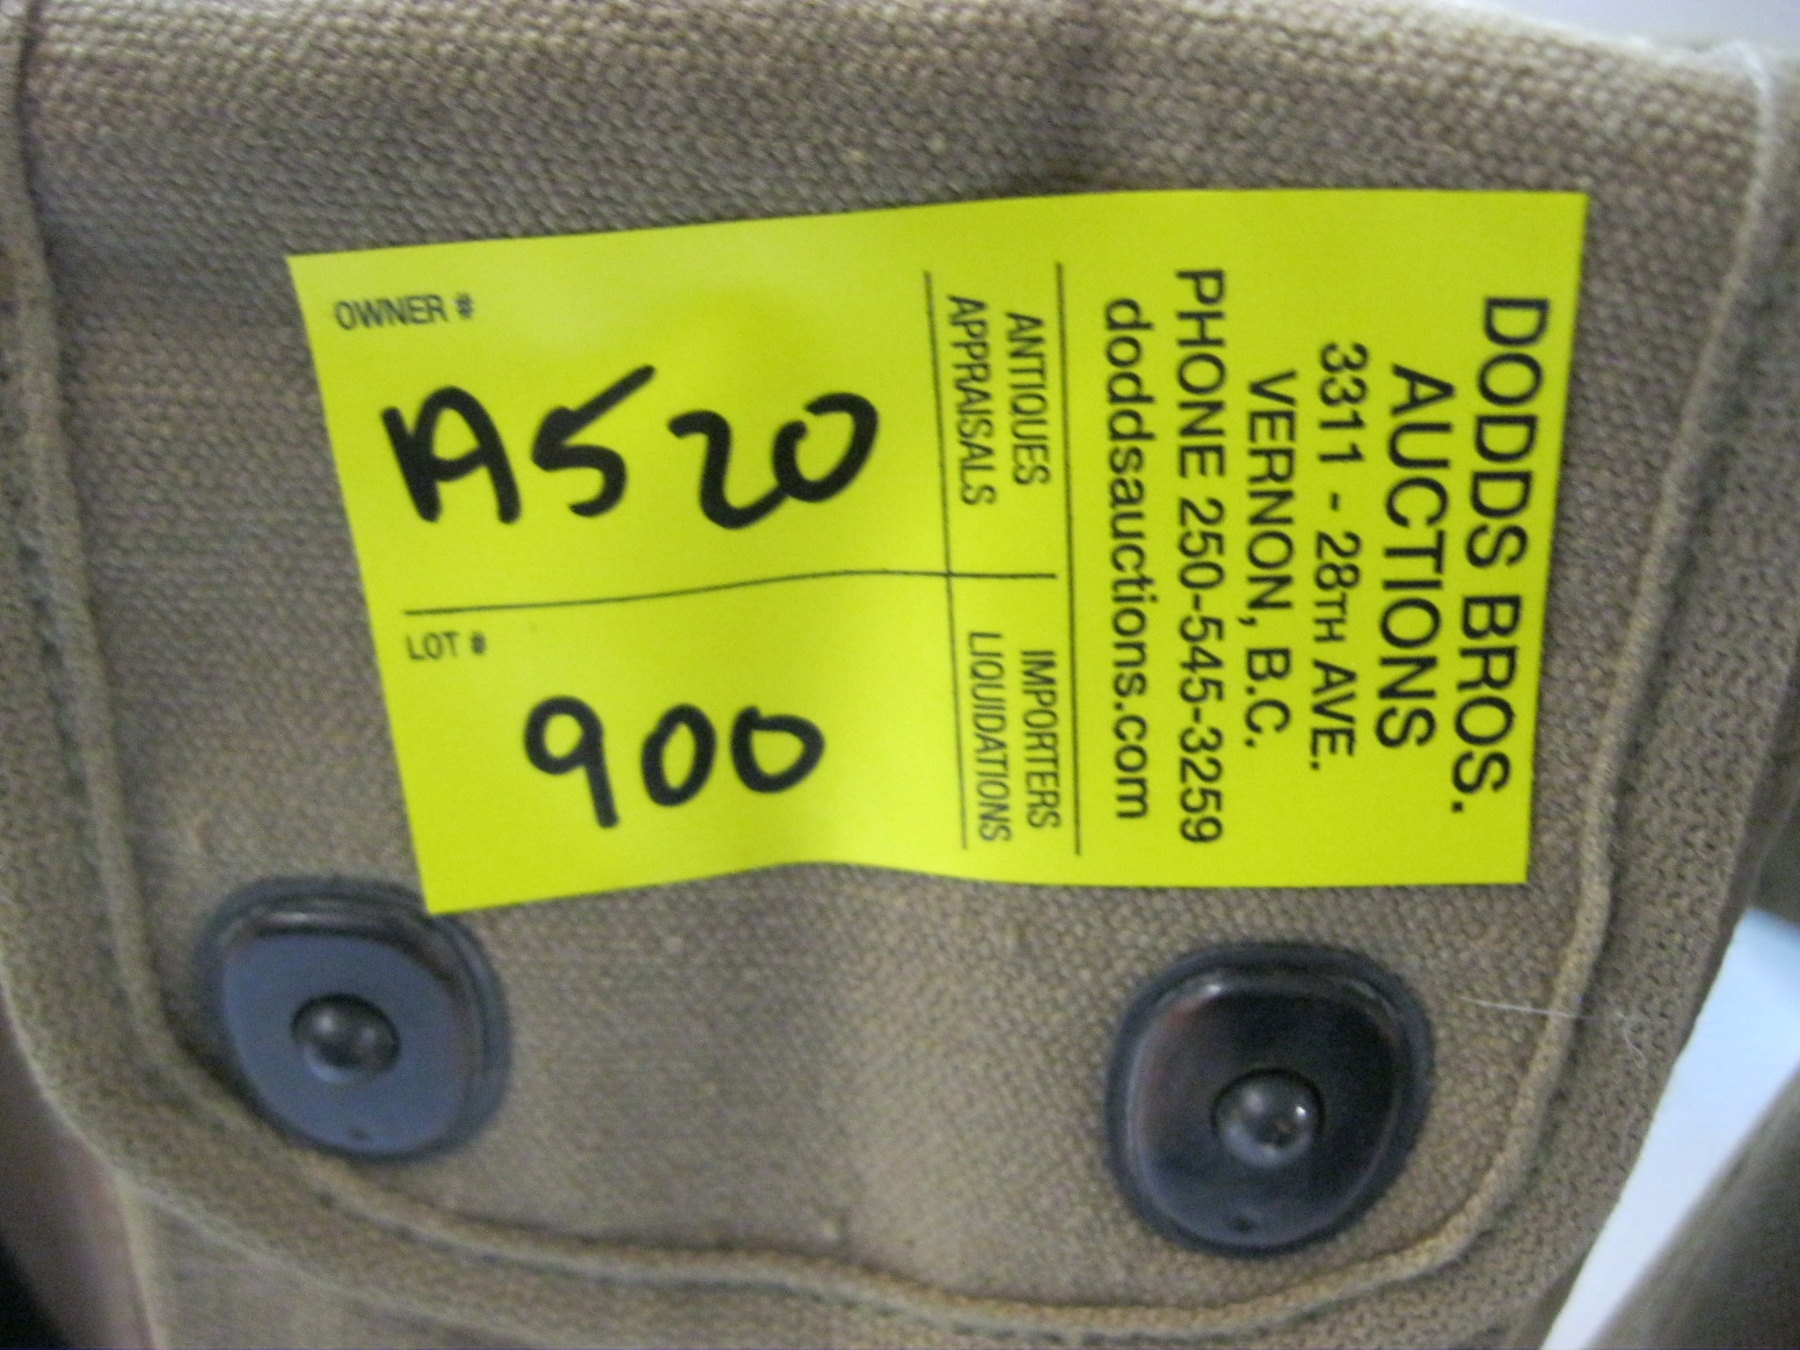 DODDS BROS.
AUCTIONS
3311 - 28TH AVE.
VERNON, B.C.
PHONE 250-545-3259
doddsauctions.com
ANTIQUES
APPRAISALS
IMPORTERS
LIQUIDATIONS
OWNER #
A520
LOT #
900